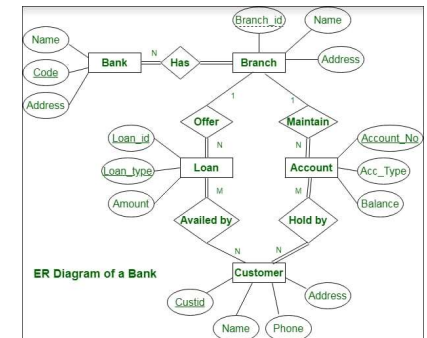 Branch_id
Name
Name
N
Bank
Has
Branch
Address
Code
Address
1
1
Offer
Maintain
Loan_id
Account_No
N
N
Loan_type
Loan
Account
Acc_Type
M
M
Amount
Balance
Availed by
Hold by
N
N
ER Diagram of a Bank
Customer
Custid
Address
Name
Phone